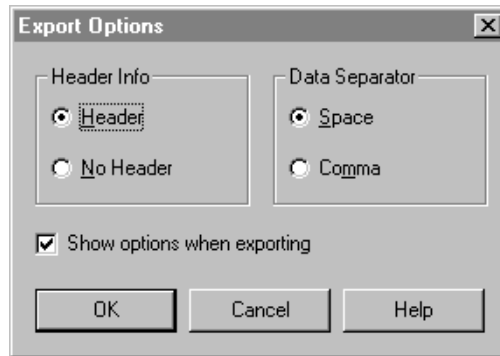 Export Options
Header Info
Header
No Header
Data Separator
Space
Comma
Show options when exporting
OK
Cancel
Help